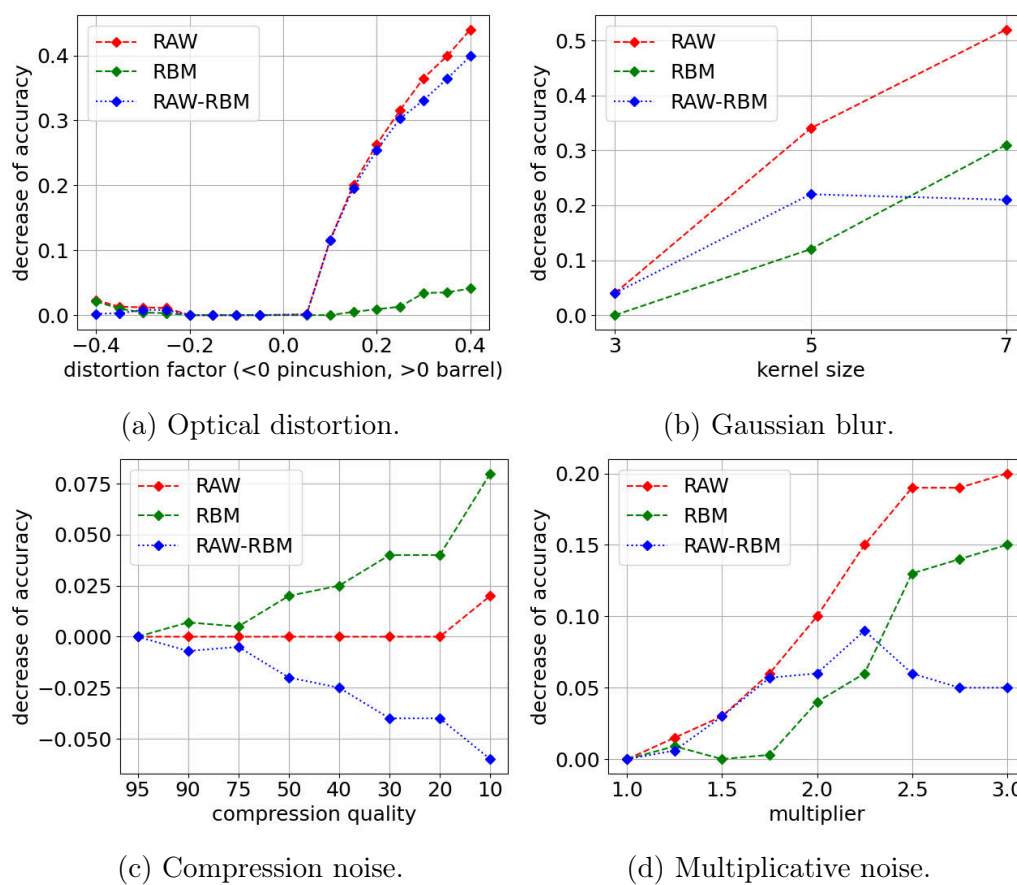 RAW
RBM
RAW-RBM
decrease of accuracy
0.4
0.3
0.2
0.1
0.0
−0.4
−0.2
0.0
0.2
0.4
distortion factor (<0 pincushion, >0 barrel)
(a) Optical distortion.
RAW
RBM
RAW-RBM
decrease of accuracy
0.5
0.4
0.3
0.2
0.1
0.0
3
5
7
kernel size
(b) Gaussian blur.
RAW
RBM
RAW-RBM
decrease of accuracy
0.075
0.050
0.025
0.000
−0.025
−0.050
95
90
75
50
40
30
20
10
compression quality
(c) Compression noise.
RAW
RBM
RAW-RBM
decrease of accuracy
0.20
0.15
0.10
0.05
0.00
1.0
1.5
2.0
2.5
3.0
multiplier
(d) Multiplicative noise.